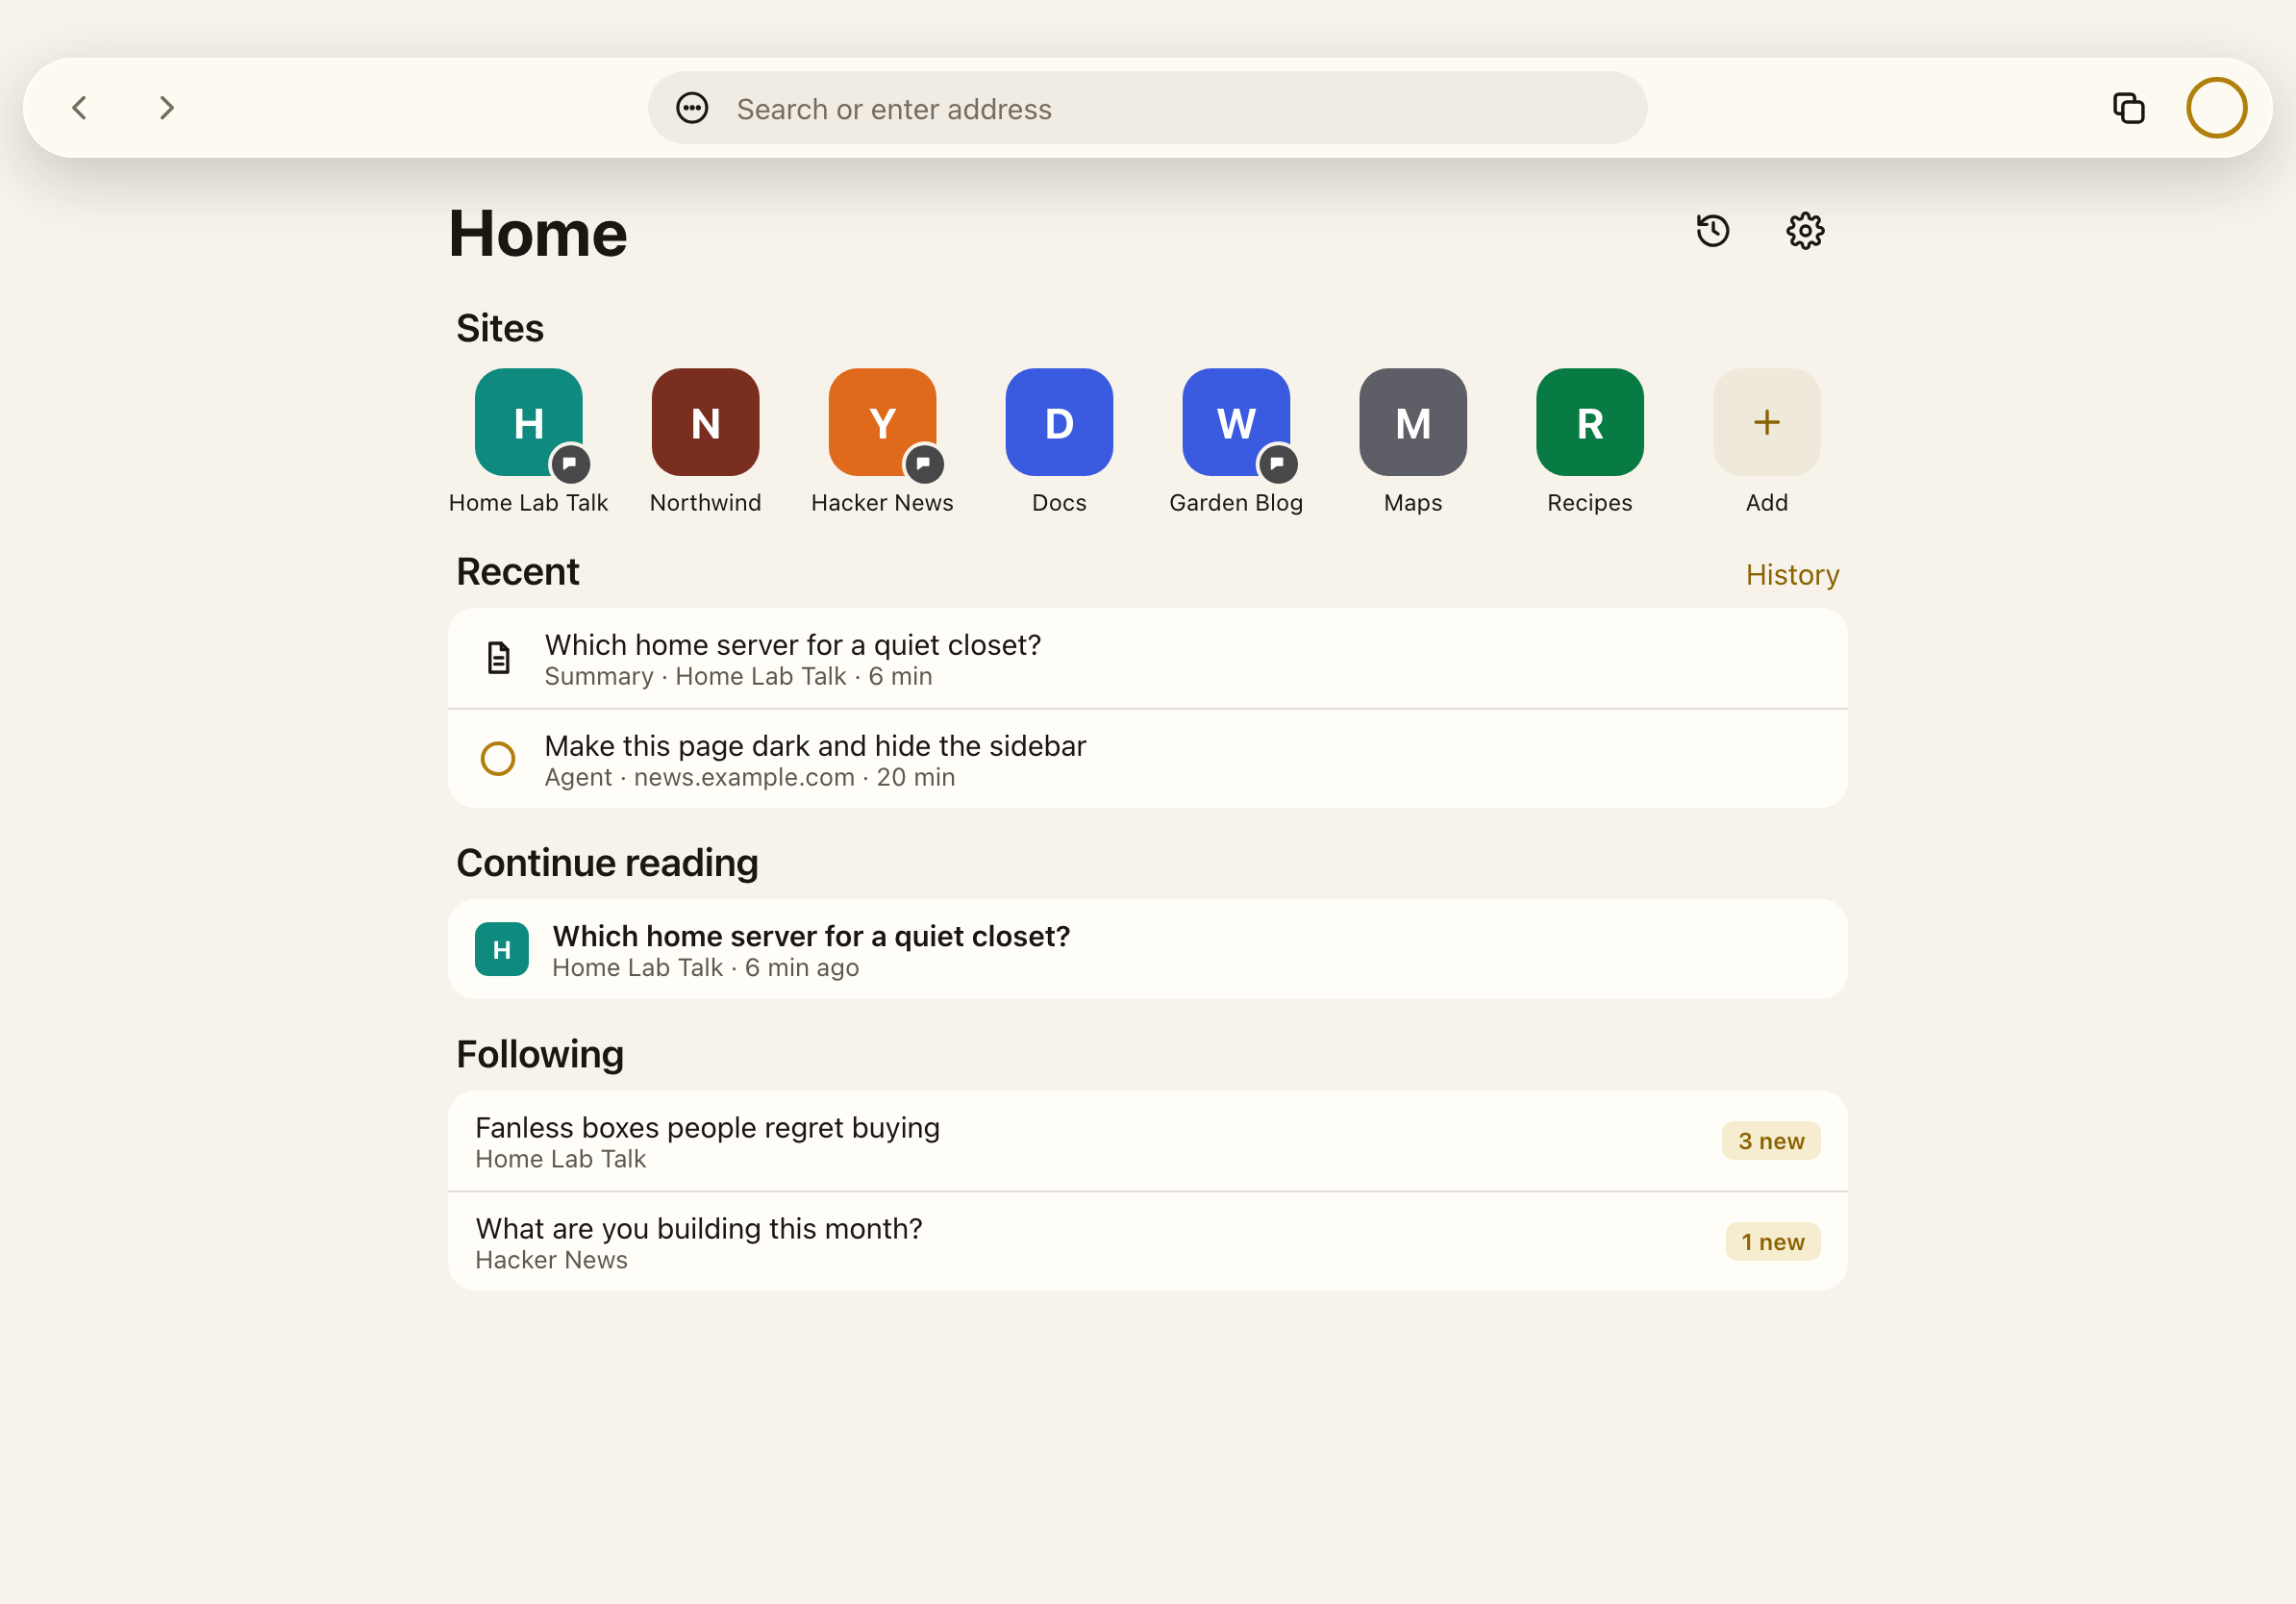 Search or enter address
Home
Sites
H N Y D W M R +
Home Lab Talk Northwind Hacker News Docs Garden Blog Maps Recipes Add
Recent History
Which home server for a quiet closet?
Summary · Home Lab Talk · 6 min
Make this page dark and hide the sidebar
Agent · news.example.com · 20 min
Continue reading
H
Which home server for a quiet closet?
Home Lab Talk · 6 min ago
Following
Fanless boxes people regret buying
Home Lab Talk
3 new
What are you building this month?
Hacker News
1 new